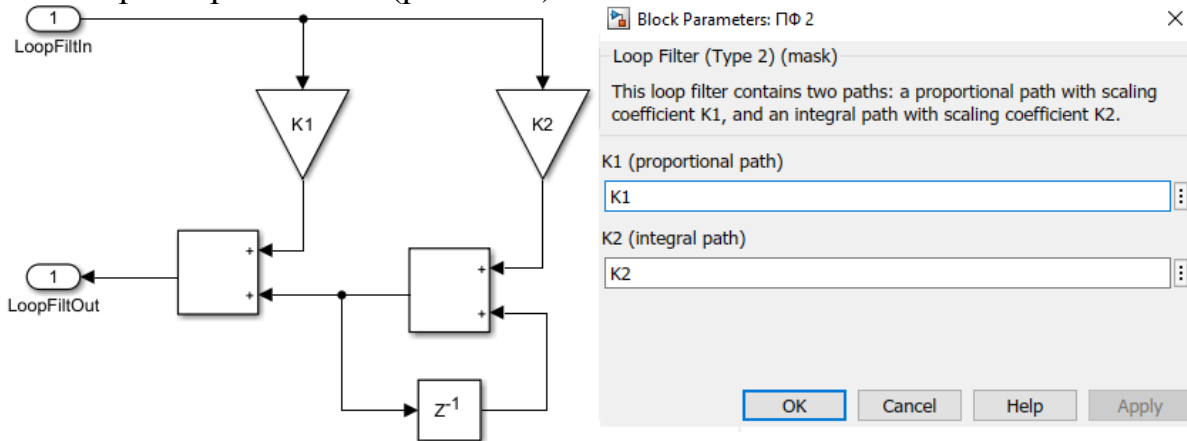 1
LoopFiltIn
K1
K2
+
+
+
+
1
LoopFiltOut
Z-1
Block Parameters: ПФ 2
Loop Filter (Type 2) (mask)
This loop filter contains two paths: a proportional path with scaling
coefficient K1, and an integral path with scaling coefficient K2.
K1 (proportional path)
K1
K2 (integral path)
K2
OK
Cancel
Help
Apply